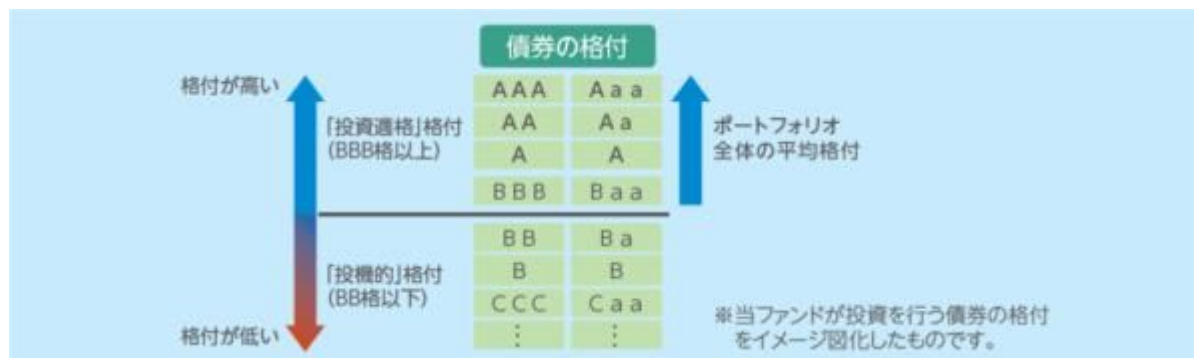 債券の格付
格付が高い
「投資適格」格付
(BBB格以上)
AAA Aaa
AA Aa
A A
BBB Baa
ポートフォリオ
全体の平均格付
「投機的」格付
(BB格以下)
BB Ba
B B
CCC Caa
⋮ ⋮
格付が低い
※当ファンドが投資を行う債券の格付
をイメージ図化したものです。